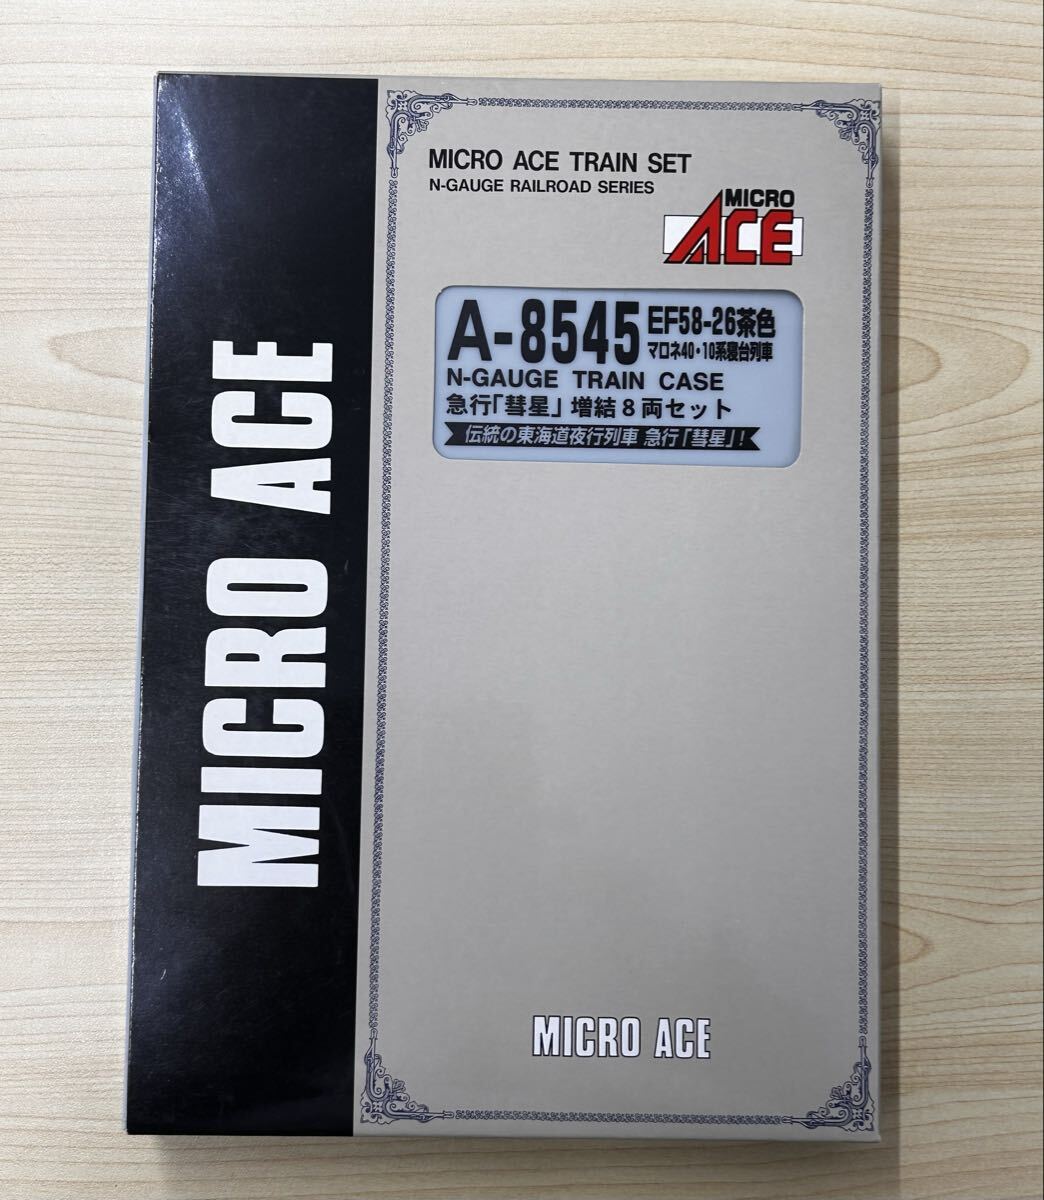 MICRO ACE
MICRO ACE TRAIN SET
N-GAUGE RAILROAD SERIES
MICRO
ACE
A-8545 EF58-26茶色
マロネ40・10系寝台列車
N-GAUGE TRAIN CASE
急行「彗星」増結8両セット
伝統の東海道夜行列車 急行「彗星」!
MICRO ACE